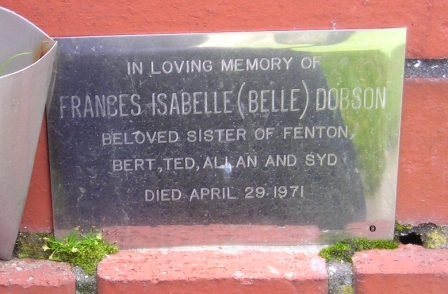 IN LOVING MEMORY OF
FRANCES ISABELLE (BELLE) DOBSON
BELOVED SISTER OF FENTON,
BERT, TED, ALLAN AND SYD
DIED APRIL 29. 1971